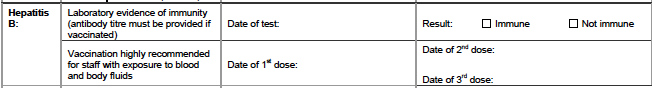 Hepatitis B:
Laboratory evidence of immunity
(antibody titre must be provided if
vaccinated)
Date of test:
Result: ☐ Immune ☐ Not immune
Vaccination highly recommended
for staff with exposure to blood
and body fluids
Date of 1st dose:
Date of 2nd dose:
Date of 3rd dose: